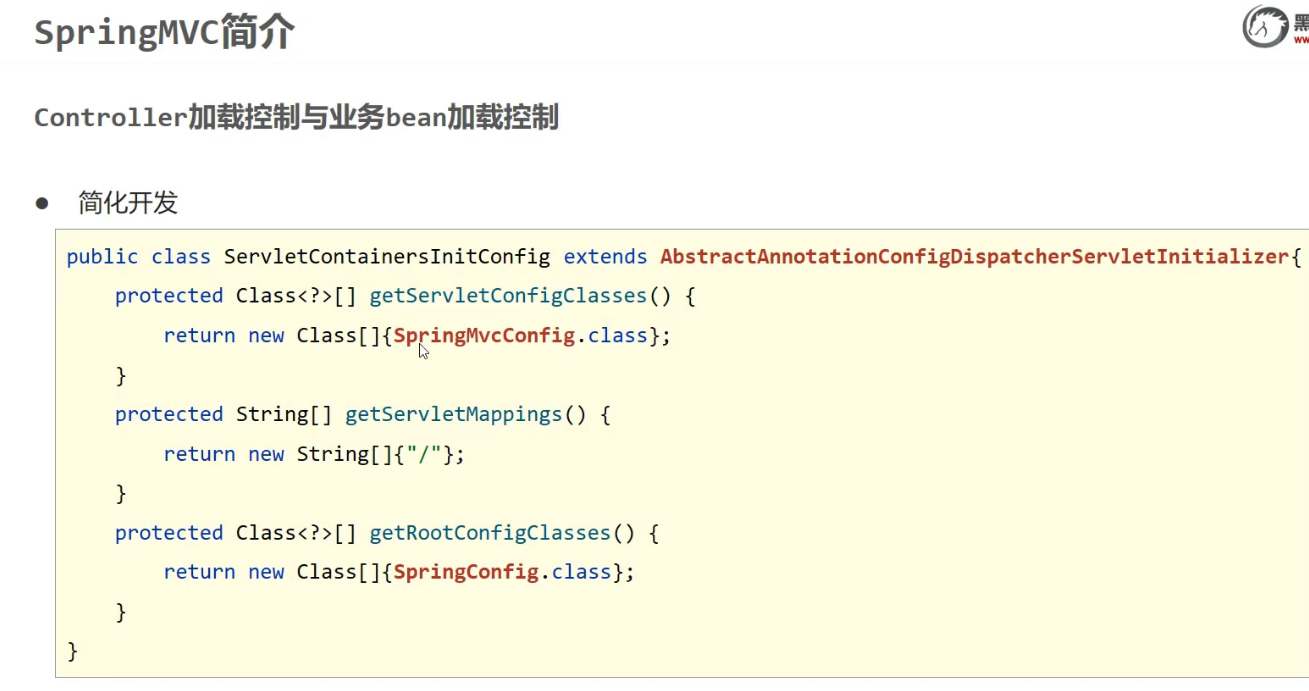 SpringMVC简介
黑
ww
Controller加载控制与业务bean加载控制
● 简化开发
public class ServletContainersInitConfig extends AbstractAnnotationConfigDispatcherServletInitializer{
    protected Class<?>[] getServletConfigClasses() {
        return new Class[]{SpringMvcConfig.class};
    }
    protected String[] getServletMappings() {
        return new String[]{"/"};
    }
    protected Class<?>[] getRootConfigClasses() {
        return new Class[]{SpringConfig.class};
    }
}